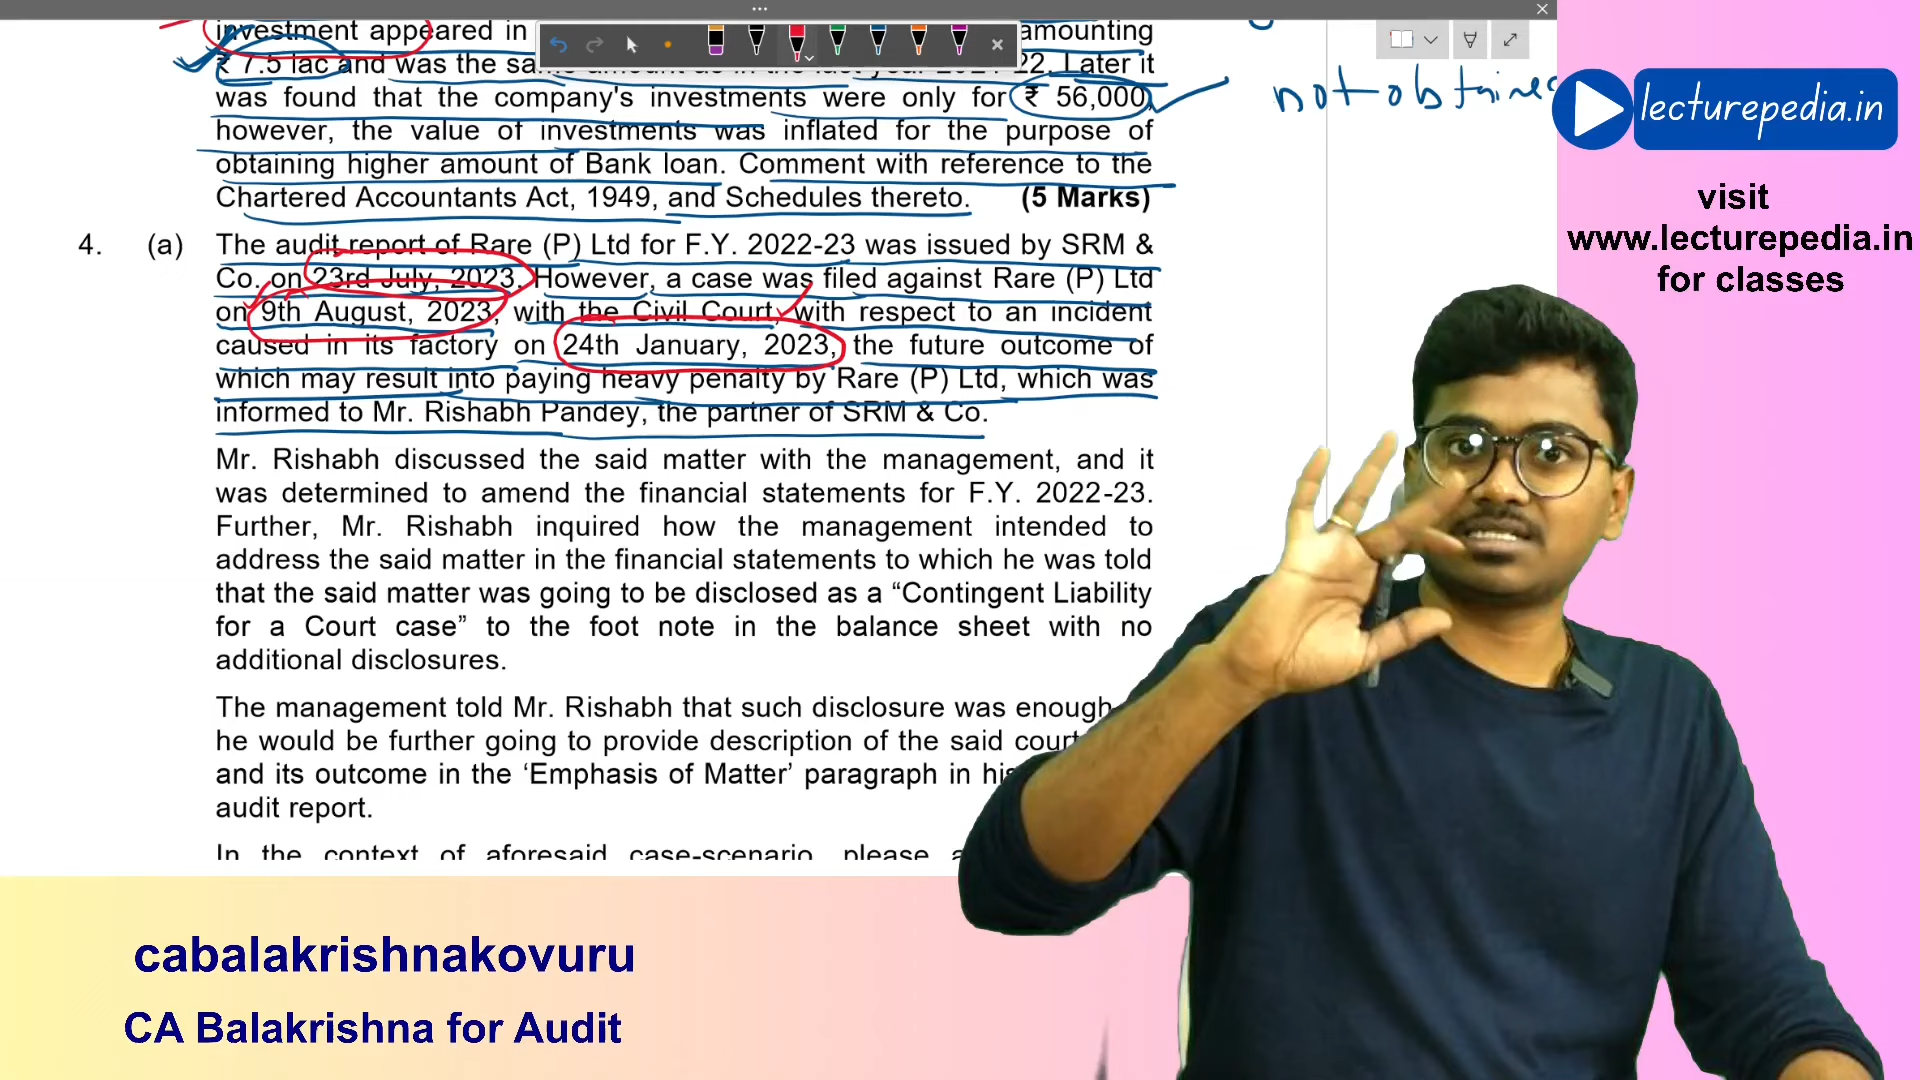 investment appeared in
amounting
₹ 7.5 lac and was the same amount as in the last year 2021-22. Later it
was found that the company's investments were only for ₹ 56,000,
however, the value of investments was inflated for the purpose of
obtaining higher amount of Bank loan. Comment with reference to the
Chartered Accountants Act, 1949, and Schedules thereto. (5 Marks)
not obtained
lecturepedia.in
visit
www.lecturepedia.in
for classes
4. (a) The audit report of Rare (P) Ltd for F.Y. 2022-23 was issued by SRM &
Co. on 23rd July, 2023. However, a case was filed against Rare (P) Ltd
on 9th August, 2023, with the Civil Court, with respect to an incident
caused in its factory on 24th January, 2023, the future outcome of
which may result into paying heavy penalty by Rare (P) Ltd, which was
informed to Mr. Rishabh Pandey, the partner of SRM & Co.
Mr. Rishabh discussed the said matter with the management, and it
was determined to amend the financial statements for F.Y. 2022-23.
Further, Mr. Rishabh inquired how the management intended to
address the said matter in the financial statements to which he was told
that the said matter was going to be disclosed as a “Contingent Liability
for a Court case” to the foot note in the balance sheet with no
additional disclosures.
The management told Mr. Rishabh that such disclosure was enough
he would be further going to provide description of the said court
and its outcome in the ‘Emphasis of Matter’ paragraph in his
audit report.
In the context of aforesaid case-scenario, please
cabalakrishnakovuru
CA Balakrishna for Audit